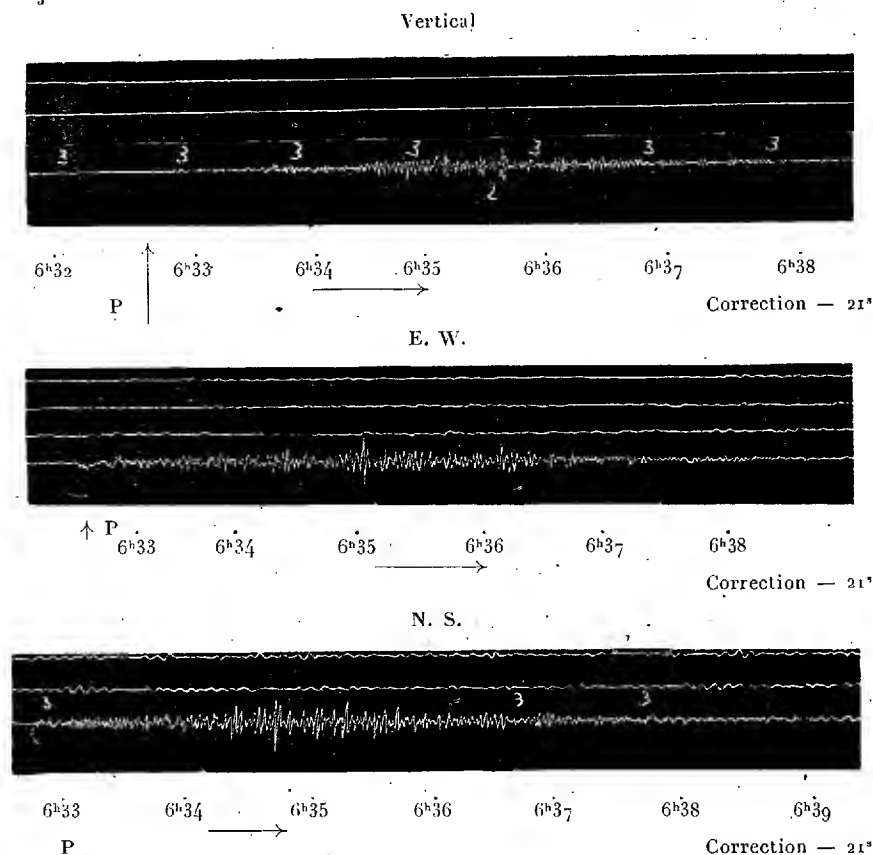 Vertical
3 3 3 3 3 3 3
2
6ʰ32 6ʰ33 6ʰ34 6ʰ35 6ʰ36 6ʰ37 6ʰ38
P
Correction — 21ˢ
E. W.
P
6ʰ33 6ʰ34 6ʰ35 6ʰ36 6ʰ37 6ʰ38
Correction — 21ˢ
N. S.
3 3 3
6ʰ33 6ʰ34 6ʰ35 6ʰ36 6ʰ37 6ʰ38 6ʰ39
P
Correction — 21ˢ